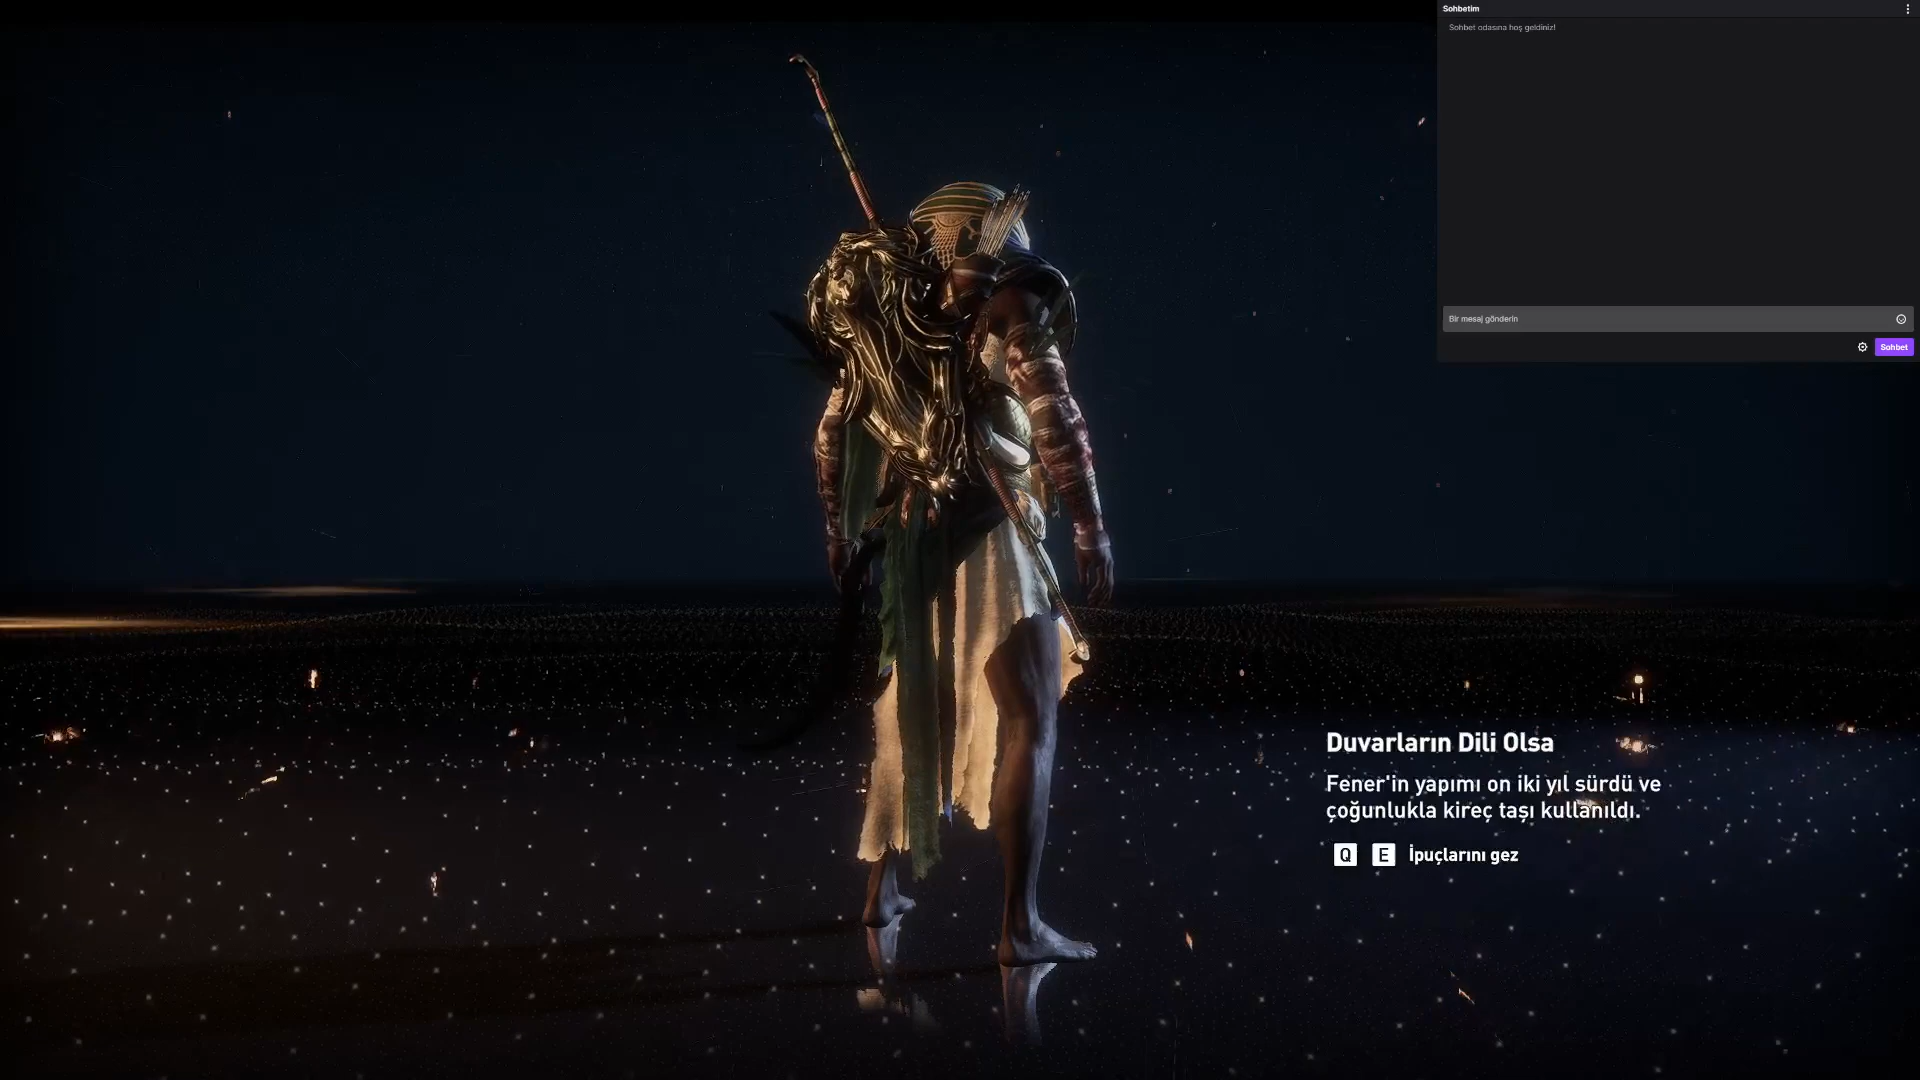 Sohbetim
Sohbet odasına hoş geldiniz!
Bir mesaj gönderin
Sohbet
Duvarların Dili Olsa
Fener'in yapımı on iki yıl sürdü ve
çoğunlukla kireç taşı kullanıldı.
Q E İpuçlarını gez